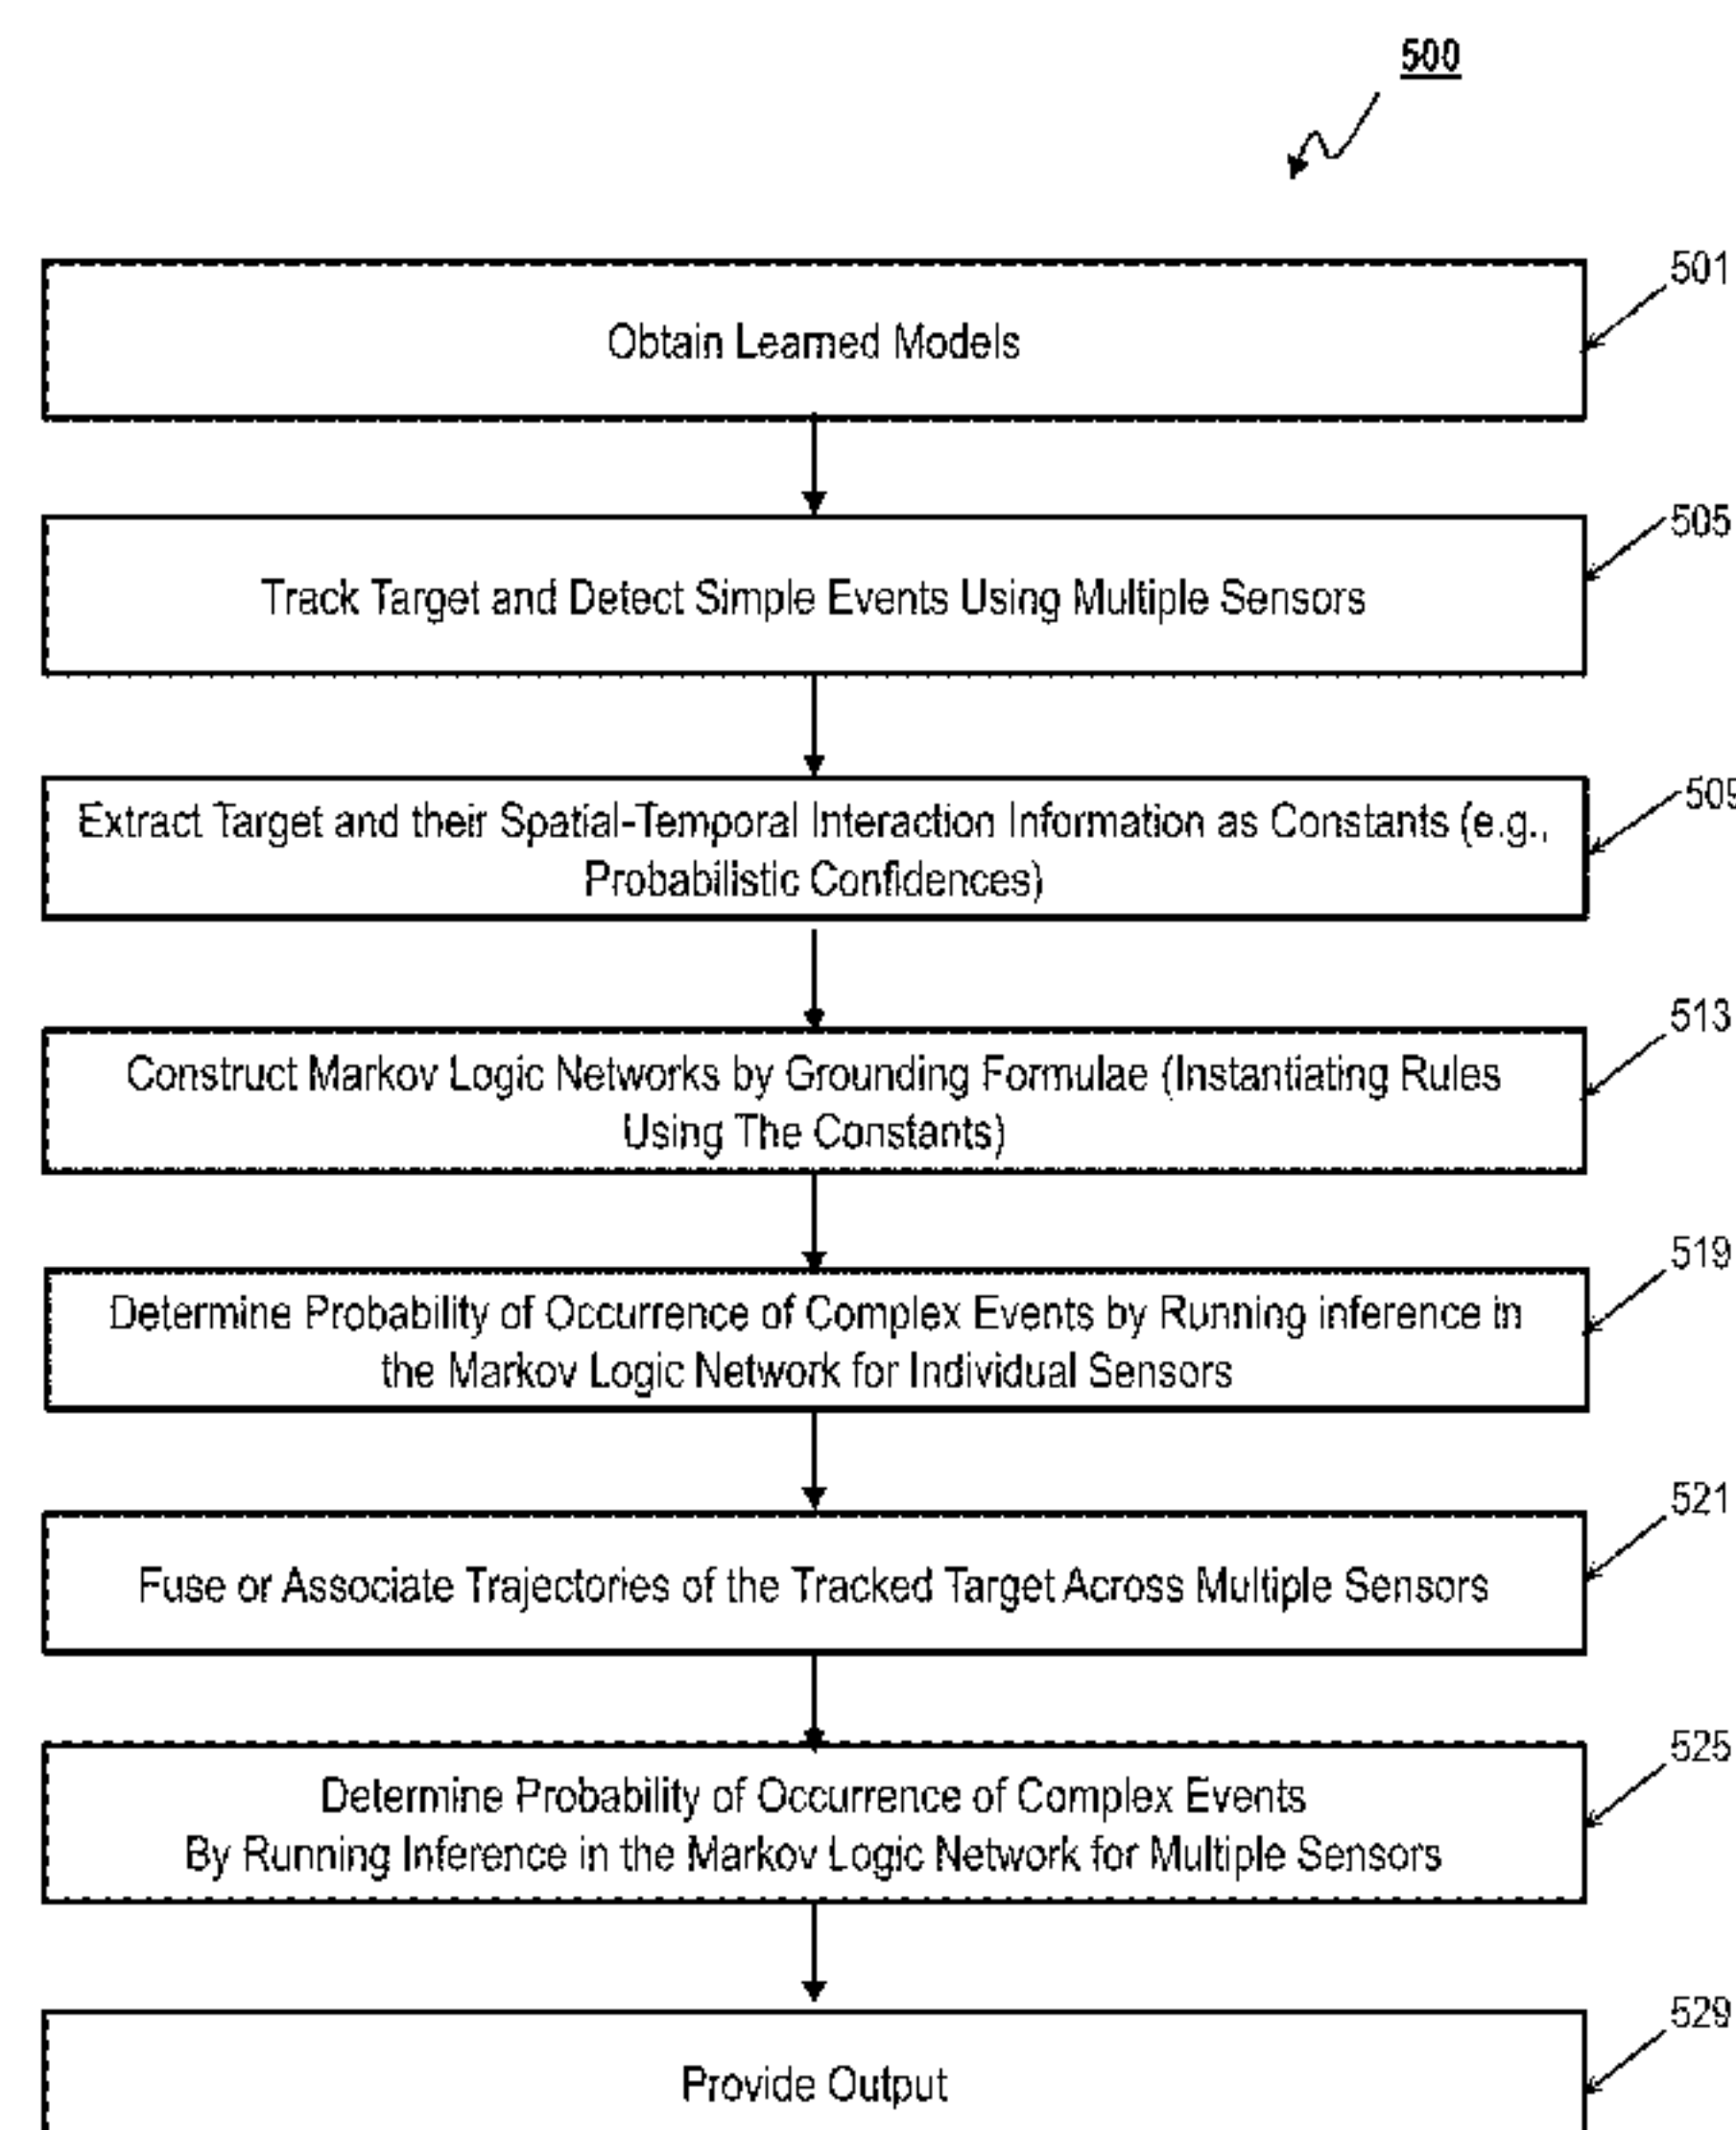 500
501
Obtain Learned Models
505
Track Target and Detect Simple Events Using Multiple Sensors
509
Extract Target and their Spatial-Temporal Interaction Information as Constants (e.g.,
Probabilistic Confidences)
513
Construct Markov Logic Networks by Grounding Formulae (Instantiating Rules
Using The Constants)
519
Determine Probability of Occurrence of Complex Events by Running inference in
the Markov Logic Network for Individual Sensors
521
Fuse or Associate Trajectories of the Tracked Target Across Multiple Sensors
525
Determine Probability of Occurrence of Complex Events
By Running Inference in the Markov Logic Network for Multiple Sensors
529
Provide Output